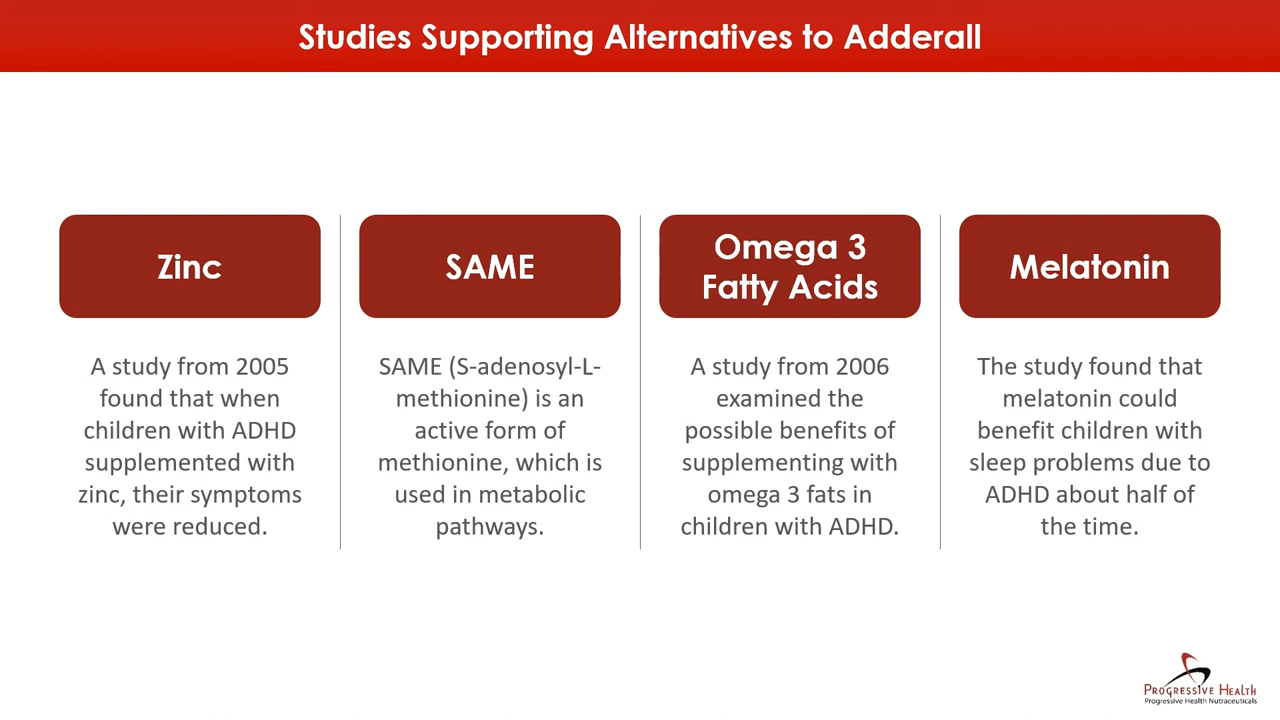 Studies Supporting Alternatives to Adderall
Zinc
A study from 2005
found that when
children with ADHD
supplemented with
zinc, their symptoms
were reduced.
SAME
SAME (S-adenosyl-L-
methionine) is an
active form of
methionine, which is
used in metabolic
pathways.
Omega 3
Fatty Acids
A study from 2006
examined the
possible benefits of
supplementing with
omega 3 fats in
children with ADHD.
Melatonin
The study found that
melatonin could
benefit children with
sleep problems due to
ADHD about half of
the time.
Progressive Health
Progressive Health Nutraceuticals